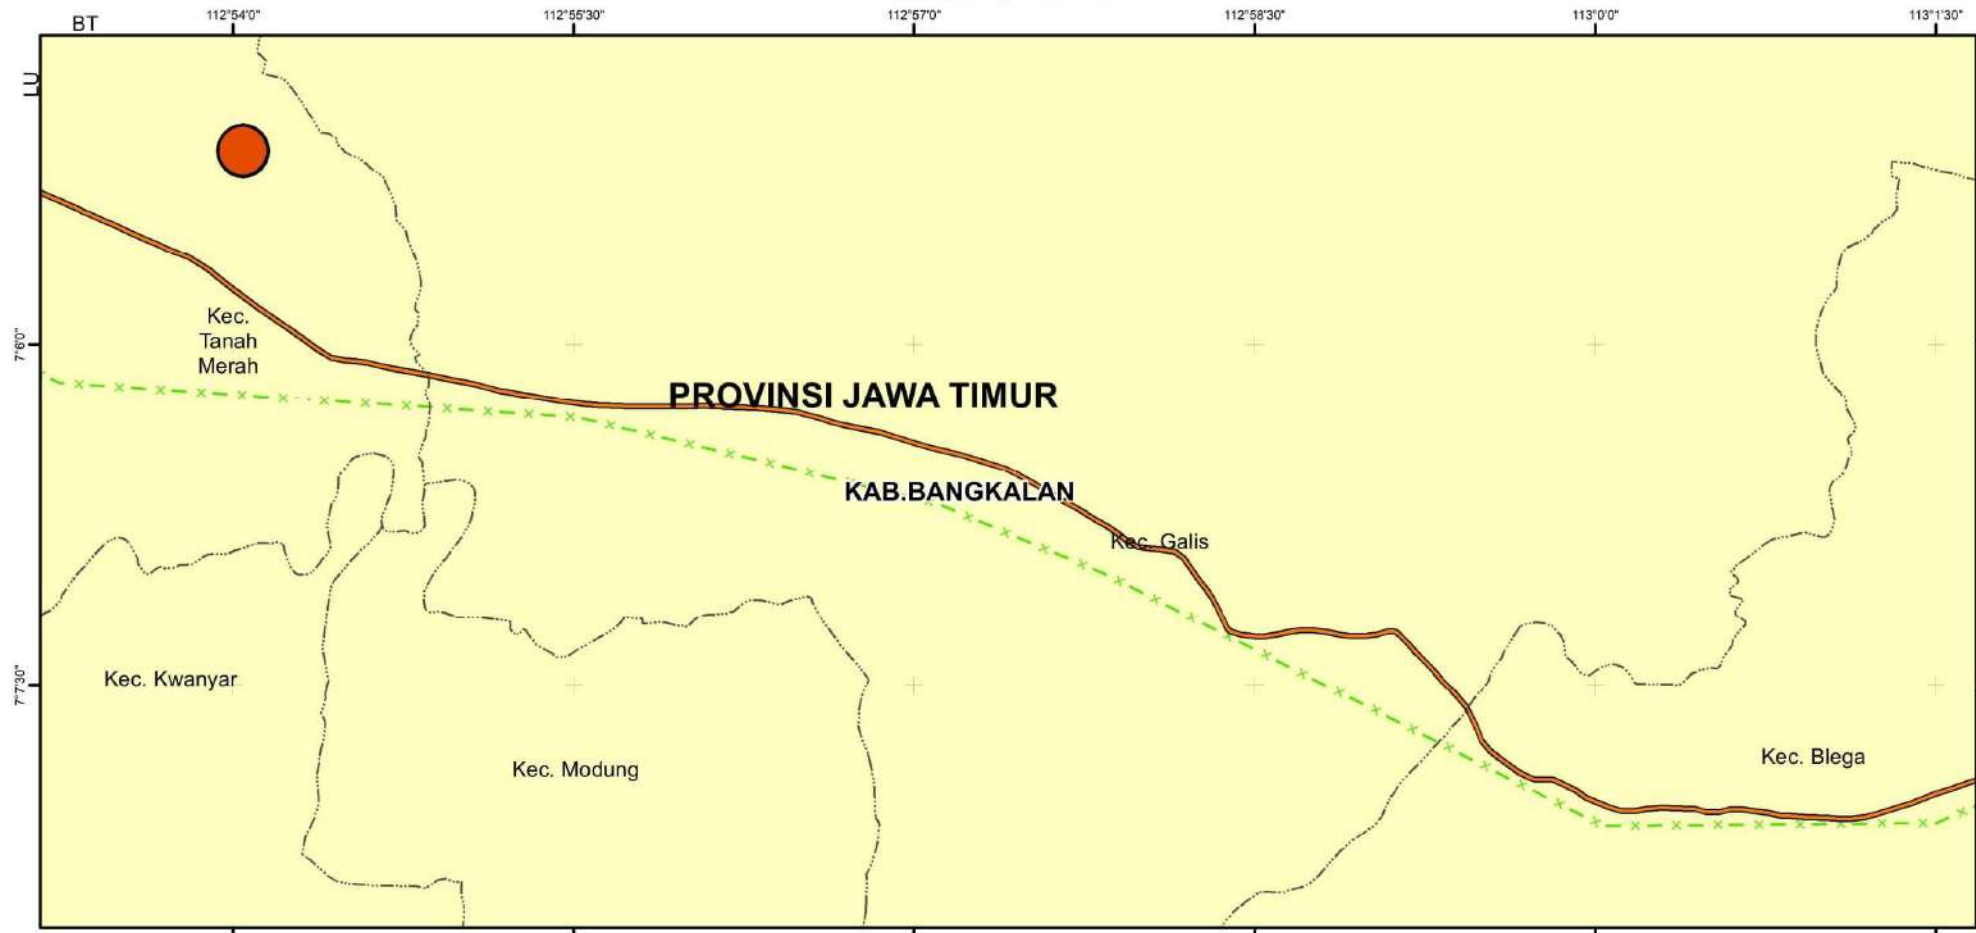 BT
112°54'0"
112°55'30"
112°57'0"
112°58'30"
113°0'0"
113°1'30"
LU
Kec.
Tanah
Merah
7°6'0"
PROVINSI JAWA TIMUR
KAB.BANGKALAN
Kec. Galis
Kec. Kwanyar
7°7'30"
Kec. Modung
Kec. Blega